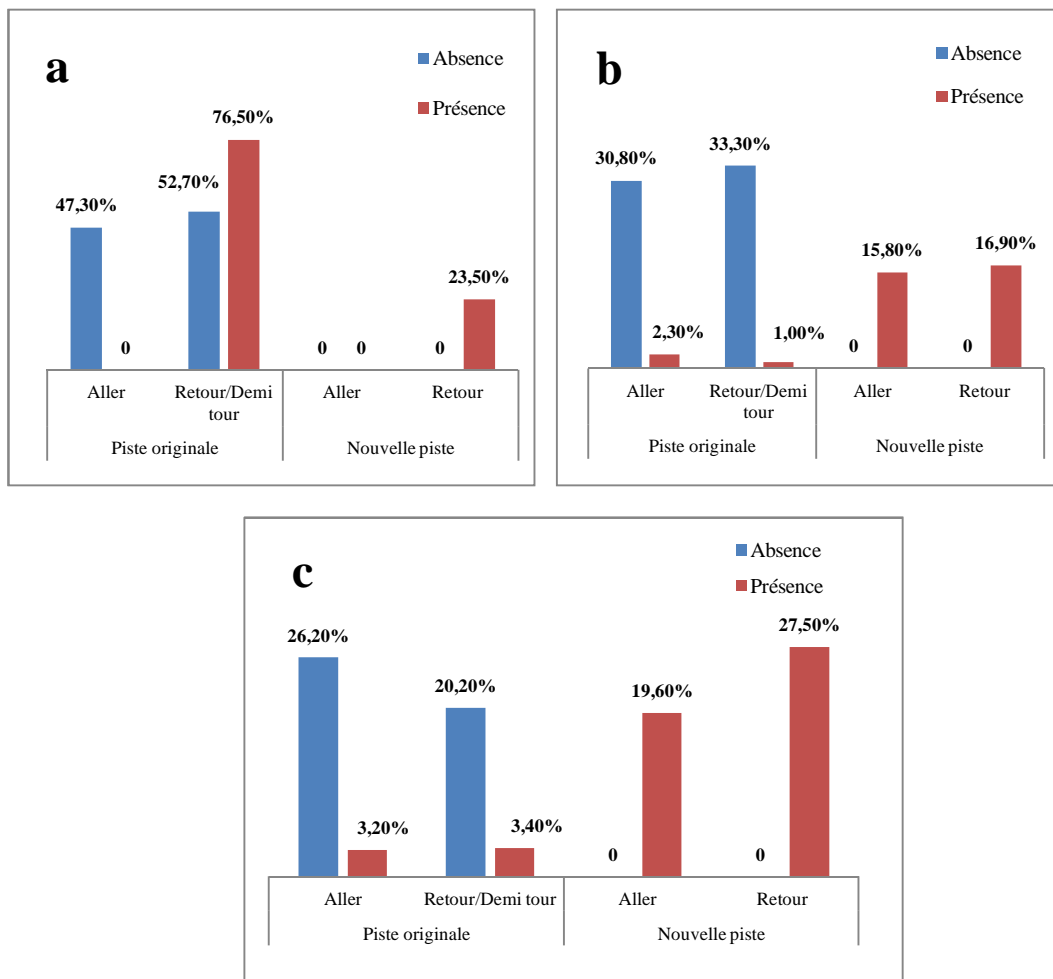 a
Absence
Présence
76,50%
52,70%
47,30%
23,50%
0
0
0
0
Aller
Retour/Demi
tour
Aller
Retour
Piste originale
Nouvelle piste
b
Absence
Présence
30,80%
33,30%
15,80%
16,90%
2,30%
1,00%
0
0
Aller
Retour/Demi
tour
Aller
Retour
Piste originale
Nouvelle piste
c
Absence
Présence
26,20%
27,50%
20,20%
19,60%
3,20%
3,40%
0
0
Aller
Retour/Demi tour
Aller
Retour
Piste originale
Nouvelle piste